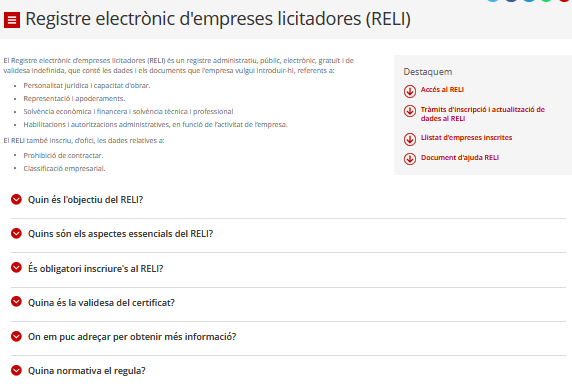 Registre electrònic d'empreses licitadores (RELI)
El Registre electrònic d'empreses licitadores (RELI) és un registre administratiu, públic, electrònic, gratuït i de
validesa indefinida, que conté les dades i els documents que l'empresa vulgui introduir-hi, referents a:
Personalitat jurídica i capacitat d'obrar.
Representació i apoderaments.
Solvència econòmica i financera i solvència tècnica i professional
Habilitacions i autoritzacions administratives, en funció de l'activitat de l'empresa.
El RELI també inscriu, d'ofici, les dades relatives a:
Prohibició de contractar.
Classificació empresarial.
Destaquem
Accés al RELI
Tràmits d'inscripció i actualització de
dades al RELI
Llistat d'empreses inscrites
Document d'ajuda RELI
Quin és l'objectiu del RELI?
Quins són els aspectes essencials del RELI?
És obligatori inscriure's al RELI?
Quina és la validesa del certificat?
On em puc adreçar per obtenir més informació?
Quina normativa el regula?